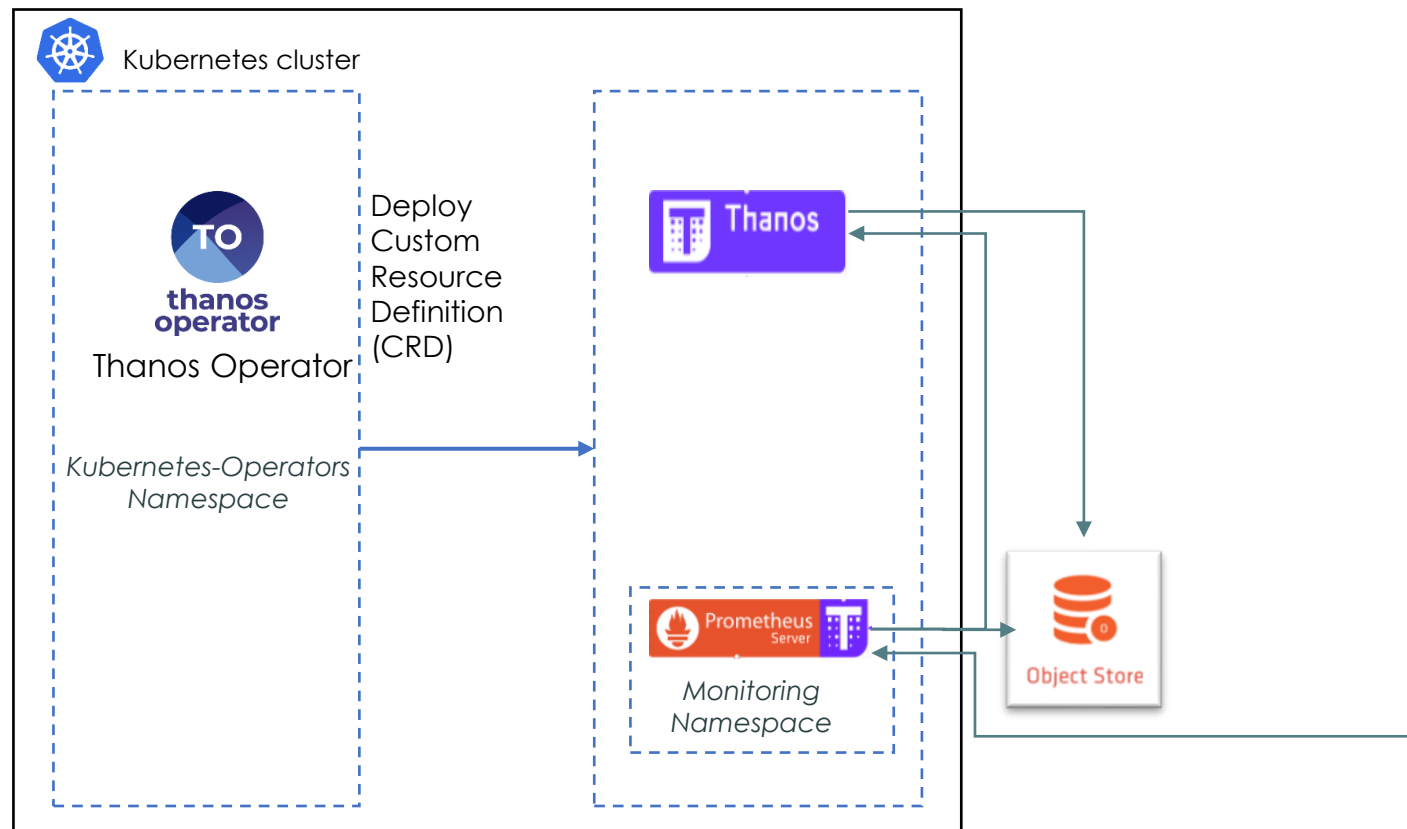 Kubernetes cluster
TO
thanos
operator
Thanos Operator
Kubernetes-Operators
Namespace
Deploy
Custom
Resource
Definition
(CRD)
T
Thanos
Prometheus
Server
T
Monitoring
Namespace
0
Object Store